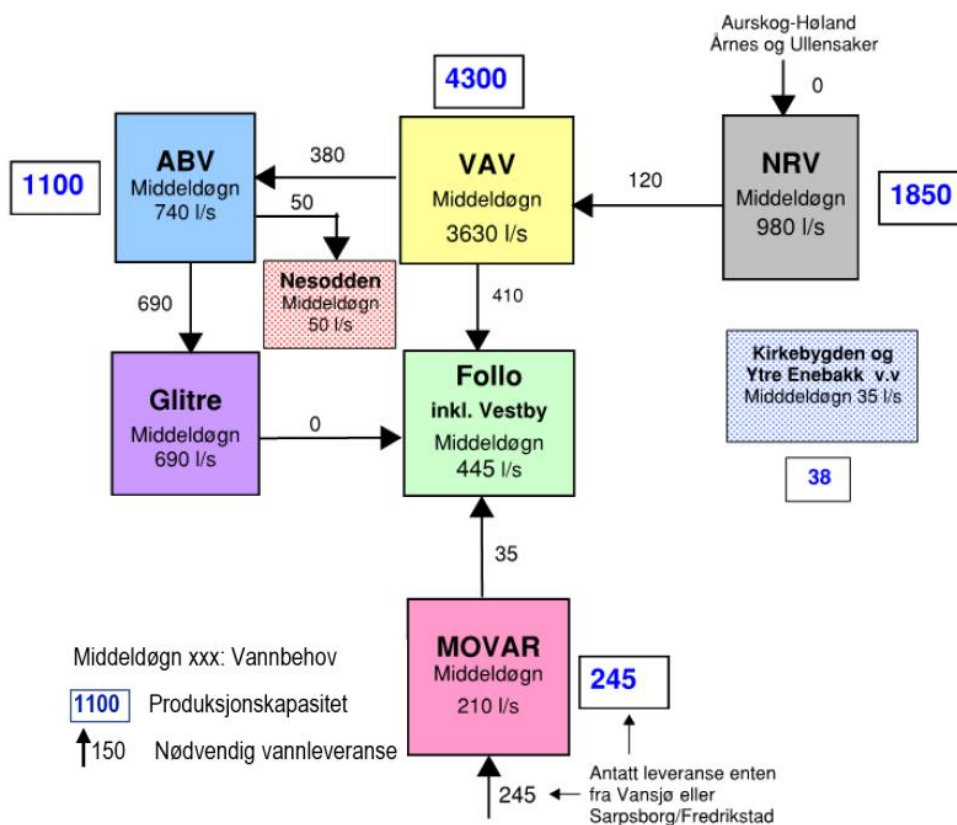 Aurskog-Høland
Årnes og Ullensaker
0
4300
1100
ABV
Middeldøgn
740 l/s
380
50
VAV
Middeldøgn
3630 l/s
120
NRV
Middeldøgn
980 l/s
1850
690
Nesodden
Middeldøgn
50 l/s
410
Glitre
Middeldøgn
690 l/s
0
Follo
inkl. Vestby
Middeldøgn
445 l/s
Kirkebygden og
Ytre Enebakk v.v
Midddeldøgn 35 l/s
38
35
MOVAR
Middeldøgn
210 l/s
245
Middeldøgn xxx: Vannbehov
1100 Produksjonskapasitet
150 Nødvendig vannleveranse
245
Antatt leveranse enten
fra Vansjø eller
Sarpsborg/Fredrikstad